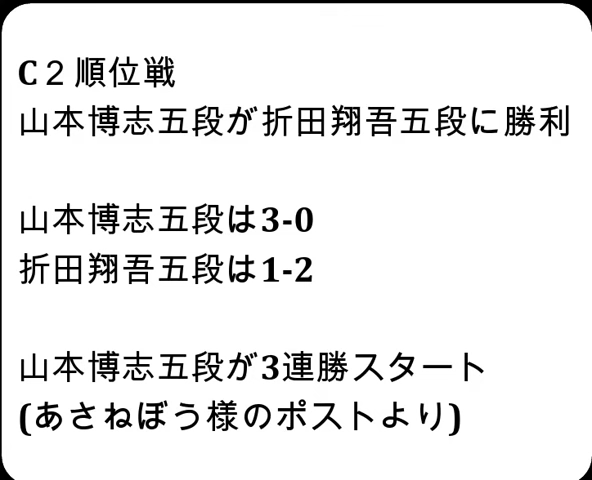 C２順位戦
山本博志五段が折田翔吾五段に勝利
山本博志五段は3-0
折田翔吾五段は1-2
山本博志五段が3連勝スタート
(あさねぼう様のポストより)